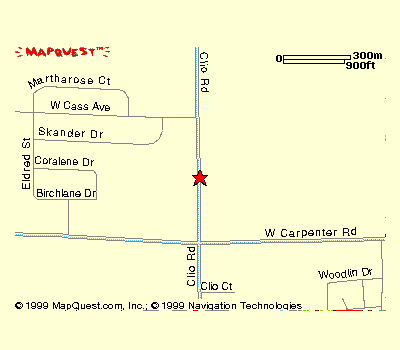 MAPQUEST™
0 300m
900ft
Clio Rd
Martharose Ct
W Cass Ave
Skander Dr
Eldred St
Coralene Dr
Birchlane Dr
W Carpenter Rd
Clio Rd
Woodlin Dr
Clio Ct
© 1999 MapQuest.com, Inc.; © 1999 Navigation Technologies